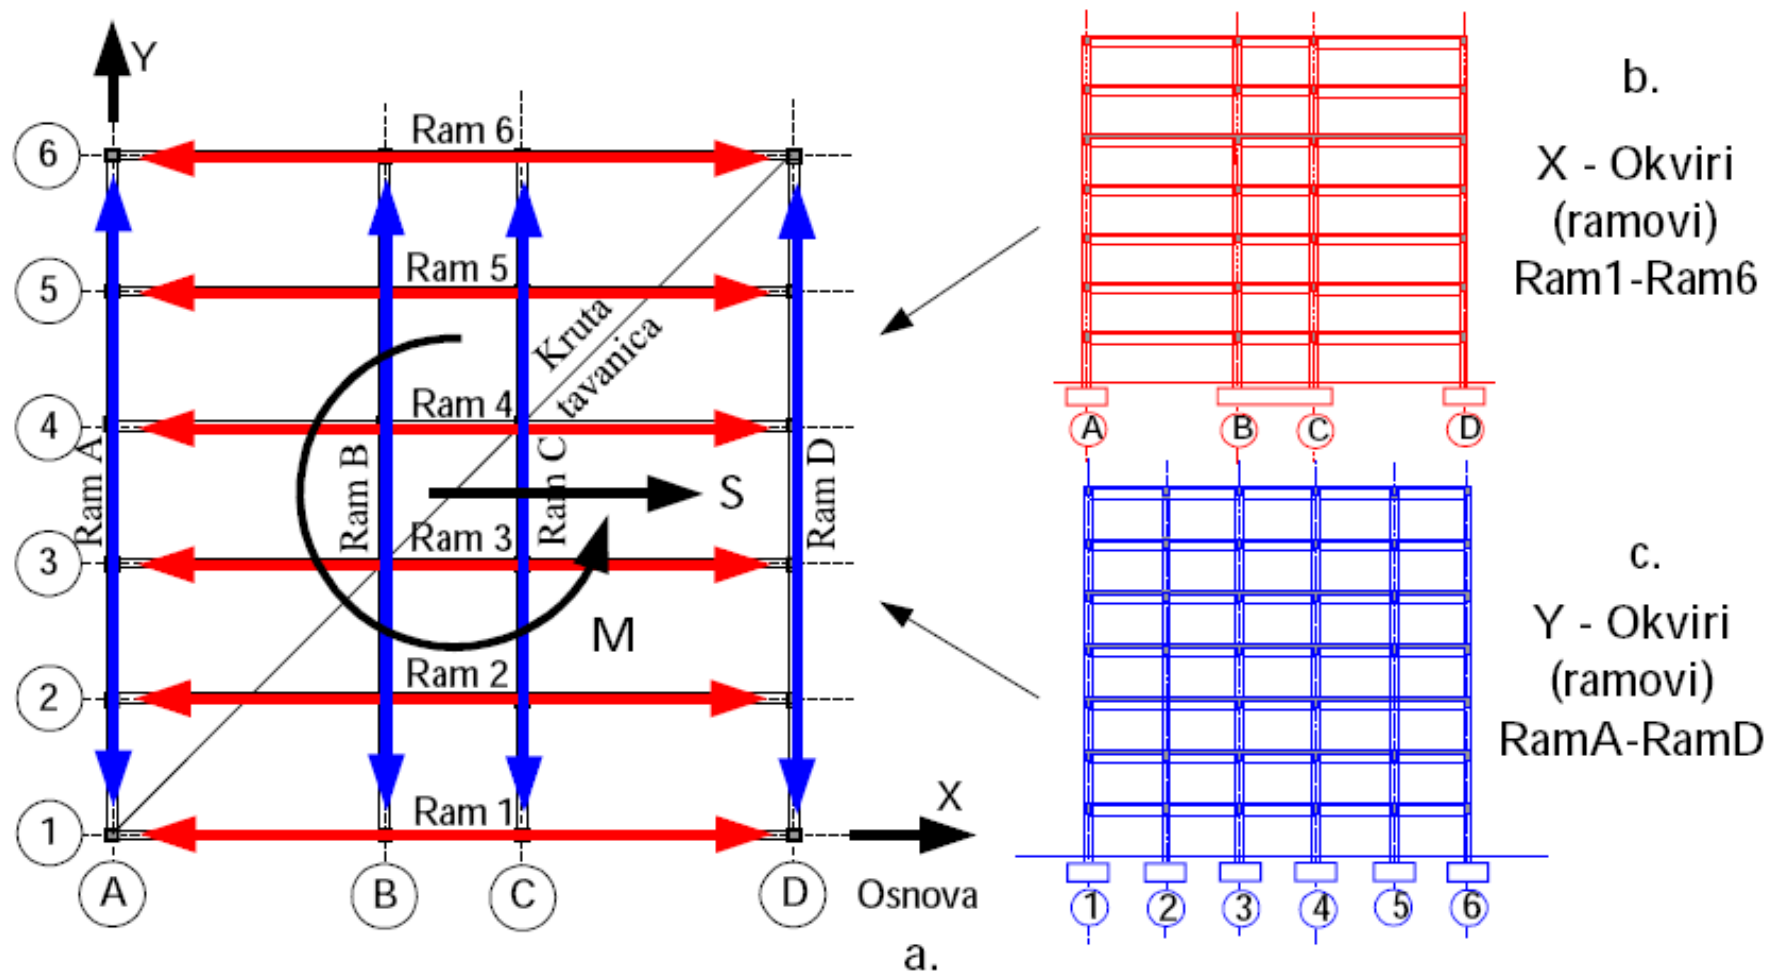 Y
6
Ram 6
5
Ram 5
Kruta
tavanica
4
Ram 4
Ram A
Ram B
Ram C
Ram D
S
3
Ram 3
M
2
Ram 2
1
Ram 1
X
A
B
C
D
Osnova
a.
b.
X - Okviri
(ramovi)
Ram1-Ram6
A
B
C
D
c.
Y - Okviri
(ramovi)
RamA-RamD
1
2
3
4
5
6